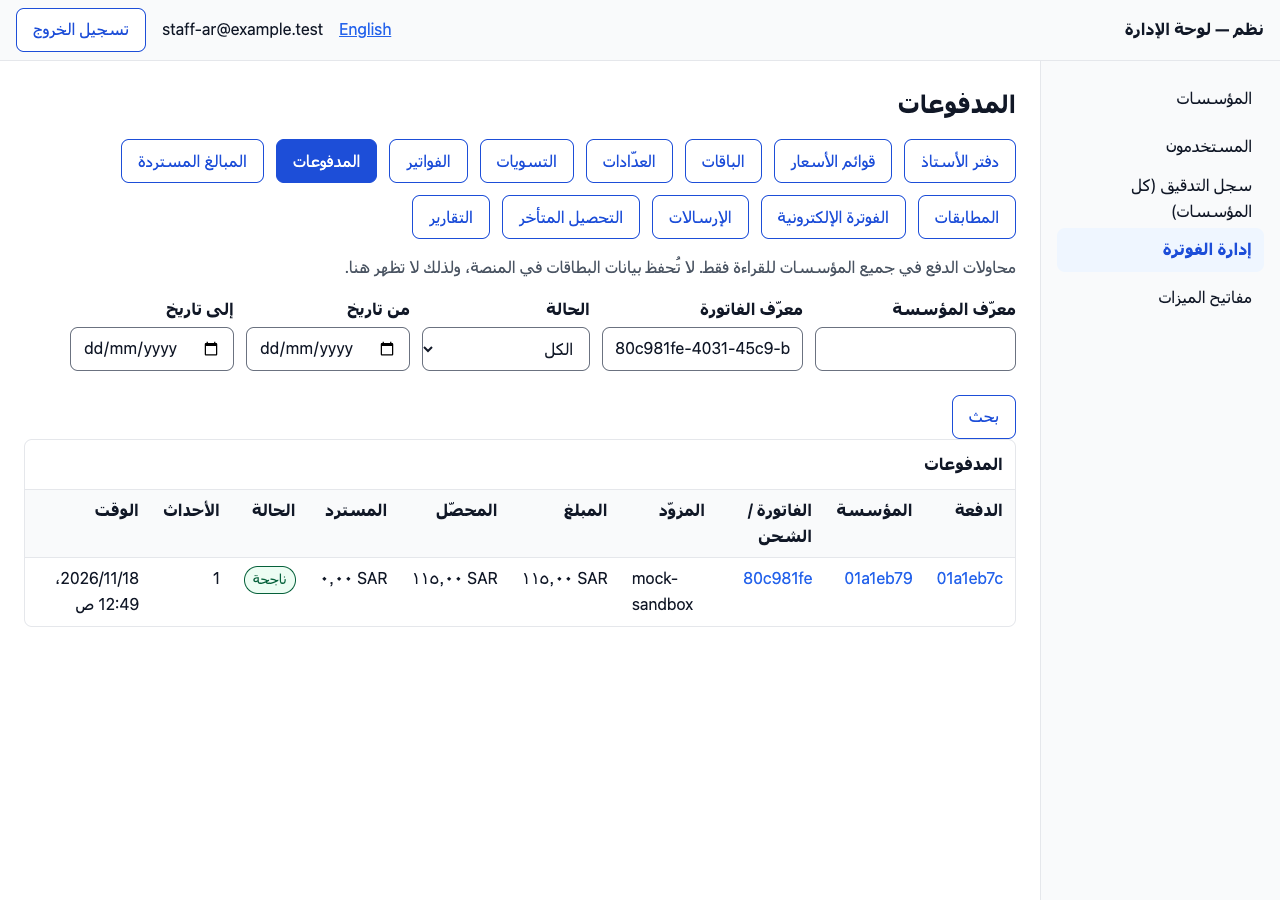 نظم — لوحة الإدارة
English
staff-ar@example.test
تسجيل الخروج
المؤسسات
المستخدمون
سجل التدقيق (كل
المؤسسات)
إدارة الفوترة
مفاتيح الميزات
المدفوعات
دفتر الأستاذ
قوائم الأسعار
الباقات
العدّادات
التسويات
الفواتير
المدفوعات
المبالغ المستردة
المطابقات
الفوترة الإلكترونية
الإرسالات
التحصيل المتأخر
التقارير
محاولات الدفع في جميع المؤسسات للقراءة فقط. لا تُحفظ بيانات البطاقات في المنصة، ولذلك لا تظهر هنا.
معرّف المؤسسة
معرّف الفاتورة
الحالة
من تاريخ
إلى تاريخ
80c981fe-4031-45c9-b
الكل
dd/mm/yyyy
dd/mm/yyyy
بحث
المدفوعات
الدفعة
المؤسسة
الفاتورة /
الشحن
المزوّد
المبلغ
المحصّل
المسترد
الحالة
الأحداث
الوقت
01a1eb7c
01a1eb79
80c981fe
mock-
sandbox
١١٥,٠٠ SAR
١١٥,٠٠ SAR
٠,٠٠ SAR
ناجحة
1
2026/11/18،
12:49 ص